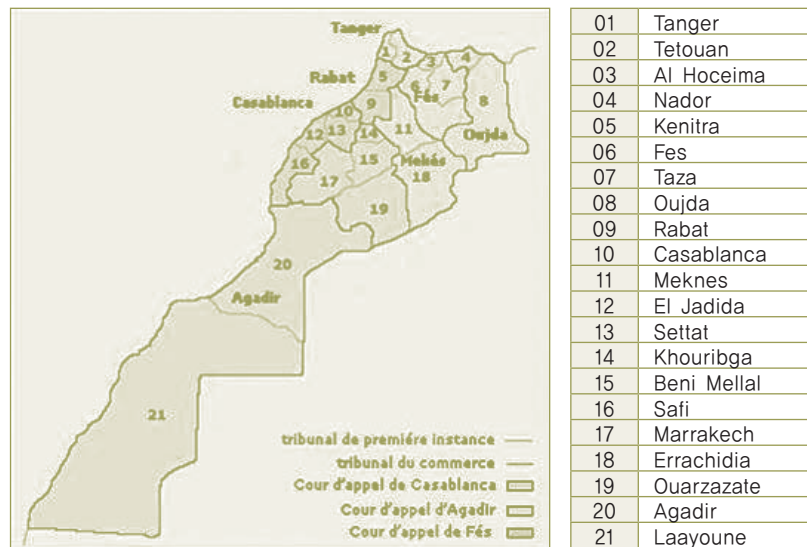 Tanger
1
2
3
4
Rabat
5
6
7
Fés
8
Casablanca
9
10
11
12
13
14
Oujda
15
Mekés
16
17
18
19
20
Agadir
21
tribunal de premiére instance
tribunal du commerce
Cour d'appel de Casablanca
Cour d'appel d'Agadir
Cour d'appel de Fés
01 Tanger
02 Tetouan
03 Al Hoceima
04 Nador
05 Kenitra
06 Fes
07 Taza
08 Oujda
09 Rabat
10 Casablanca
11 Meknes
12 El Jadida
13 Settat
14 Khouribga
15 Beni Mellal
16 Safi
17 Marrakech
18 Errachidia
19 Ouarzazate
20 Agadir
21 Laayoune